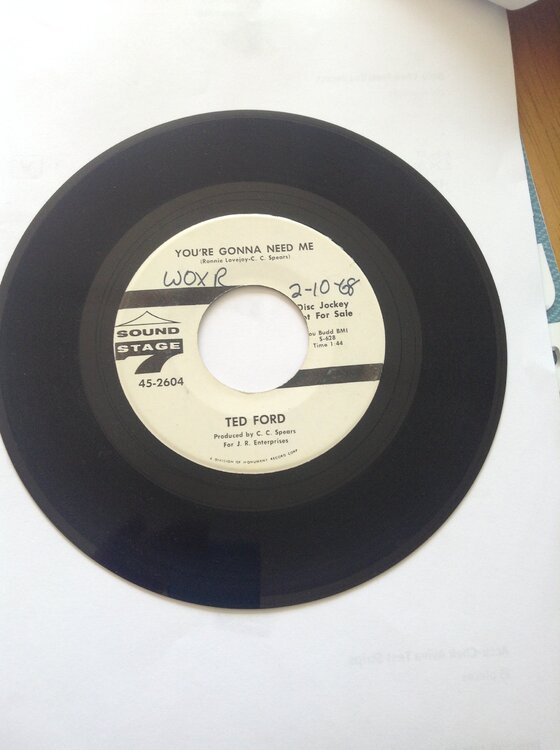 YOU'RE GONNA NEED ME
(Ronnie Lovejoy-C. C. Spears)
WOXR
2-10-68
Disc Jockey
ot For Sale
ou Budd BMI
S-628
Time 1:44
SOUND
STAGE
7
45-2604
TED FORD
Produced by C. C. Spears
For J. R. Enterprises
A DIVISION OF MONUMENT RECORD CORP.